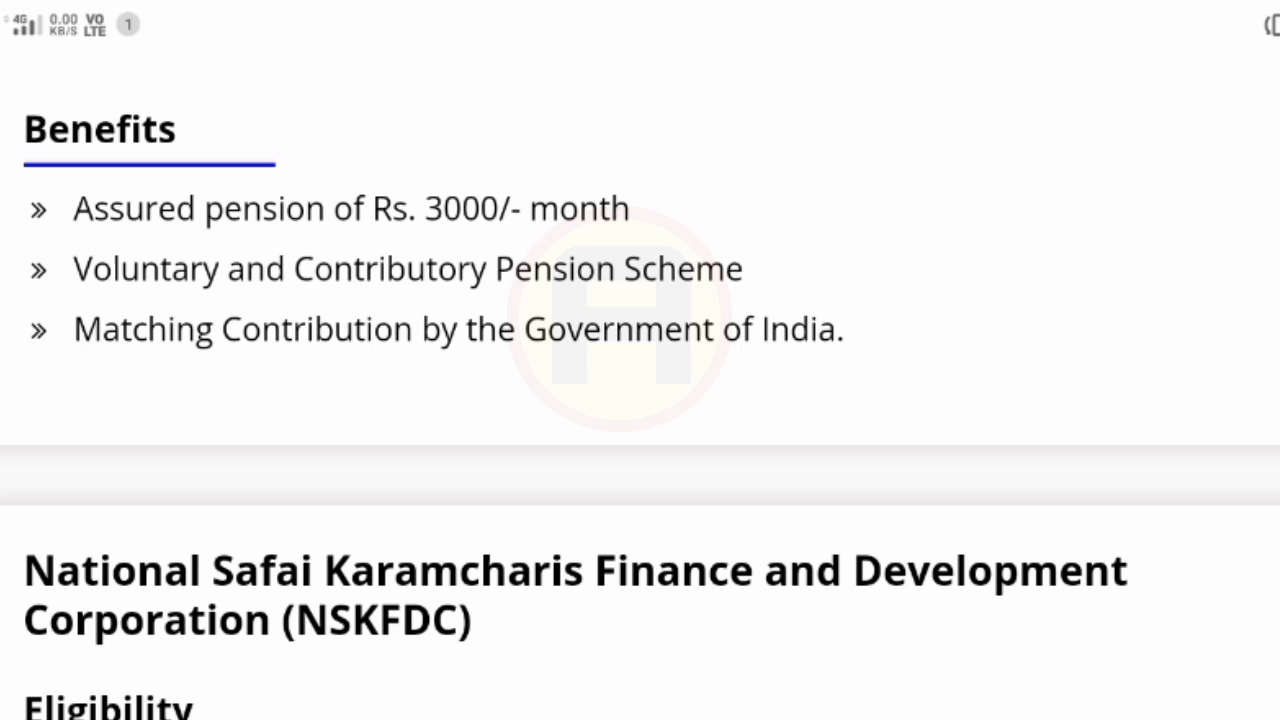 4G 0.00 KB/S VO LTE 1
Benefits
» Assured pension of Rs. 3000/- month
» Voluntary and Contributory Pension Scheme
» Matching Contribution by the Government of India.
H
National Safai Karamcharis Finance and Development
Corporation (NSKFDC)
Eligibility